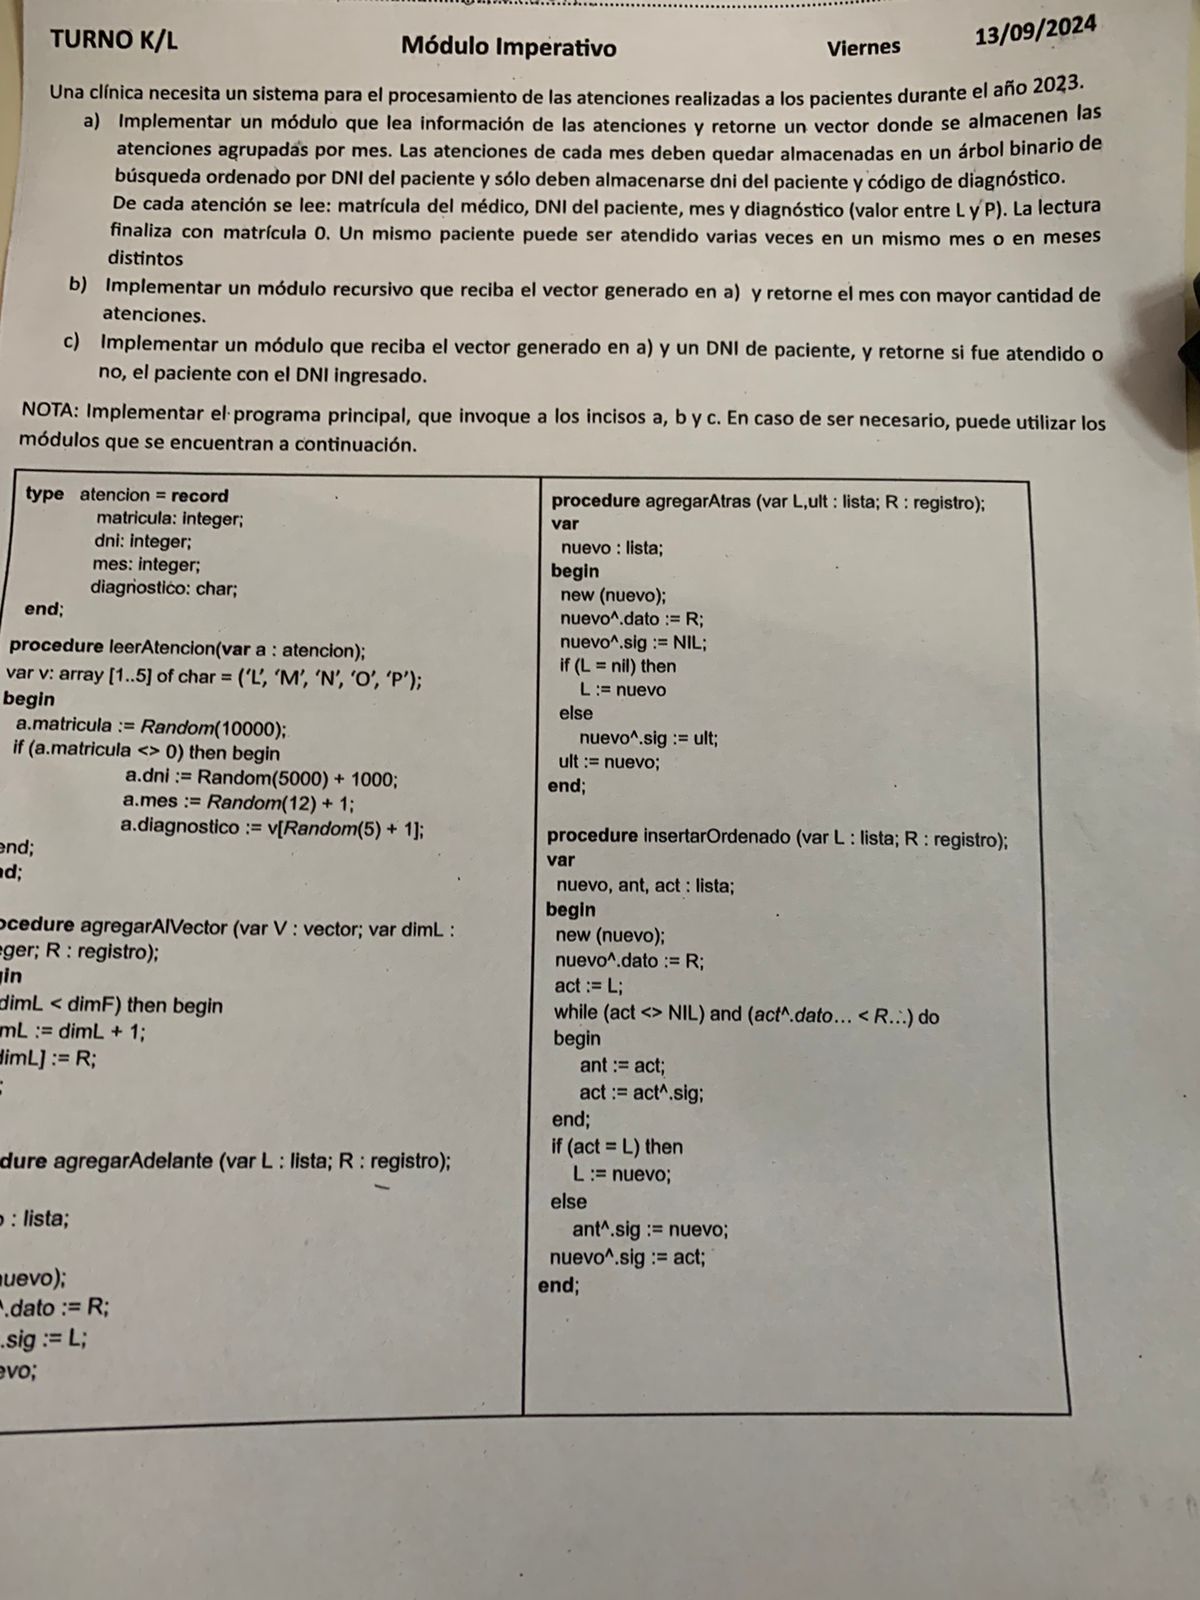 TURNO K/L Módulo Imperativo Viernes 13/09/2024
Una clínica necesita un sistema para el procesamiento de las atenciones realizadas a los pacientes durante el año 2023.
a) Implementar un módulo que lea información de las atenciones y retorne un vector donde se almacenen las
atenciones agrupadas por mes. Las atenciones de cada mes deben quedar almacenadas en un árbol binario de
búsqueda ordenado por DNI del paciente y sólo deben almacenarse dni del paciente y código de diagnóstico.
De cada atención se lee: matrícula del médico, DNI del paciente, mes y diagnóstico (valor entre L y P). La lectura
finaliza con matrícula 0. Un mismo paciente puede ser atendido varias veces en un mismo mes o en meses
distintos
b) Implementar un módulo recursivo que reciba el vector generado en a) y retorne el mes con mayor cantidad de
atenciones.
c) Implementar un módulo que reciba el vector generado en a) y un DNI de paciente, y retorne si fue atendido o
no, el paciente con el DNI ingresado.
NOTA: Implementar el programa principal, que invoque a los incisos a, b y c. En caso de ser necesario, puede utilizar los
módulos que se encuentran a continuación.
type atencion = record
matricula: integer;
dni: integer;
mes: integer;
diagnostico: char;
end;
procedure leerAtencion(var a : atencion);
var v: array [1..5] of char = (‘L’, ‘M’, ‘N’, ‘O’, ‘P’);
begin
a.matricula := Random(10000);
if (a.matricula <> 0) then begin
a.dni := Random(5000) + 1000;
a.mes := Random(12) + 1;
a.diagnostico := v[Random(5) + 1];
end;
d;
ocedure agregarAlVector (var V : vector; var dimL :
eger; R : registro);
in
dimL < dimF) then begin
mL := dimL + 1;
dimL] := R;
;
dure agregarAdelante (var L : lista; R : registro);
o : lista;
nuevo);
^.dato := R;
.sig := L;
evo;
procedure agregarAtras (var L,ult : lista; R : registro);
var
nuevo : lista;
begin
new (nuevo);
nuevo^.dato := R;
nuevo^.sig := NIL;
if (L = nil) then
L := nuevo
else
nuevo^.sig := ult;
ult := nuevo;
end;
procedure insertarOrdenado (var L : lista; R : registro);
var
nuevo, ant, act : lista;
begin
new (nuevo);
nuevo^.dato := R;
act := L;
while (act <> NIL) and (act^.dato... < R...) do
begin
ant := act;
act := act^.sig;
end;
if (act = L) then
L := nuevo;
else
ant^.sig := nuevo;
nuevo^.sig := act;
end;